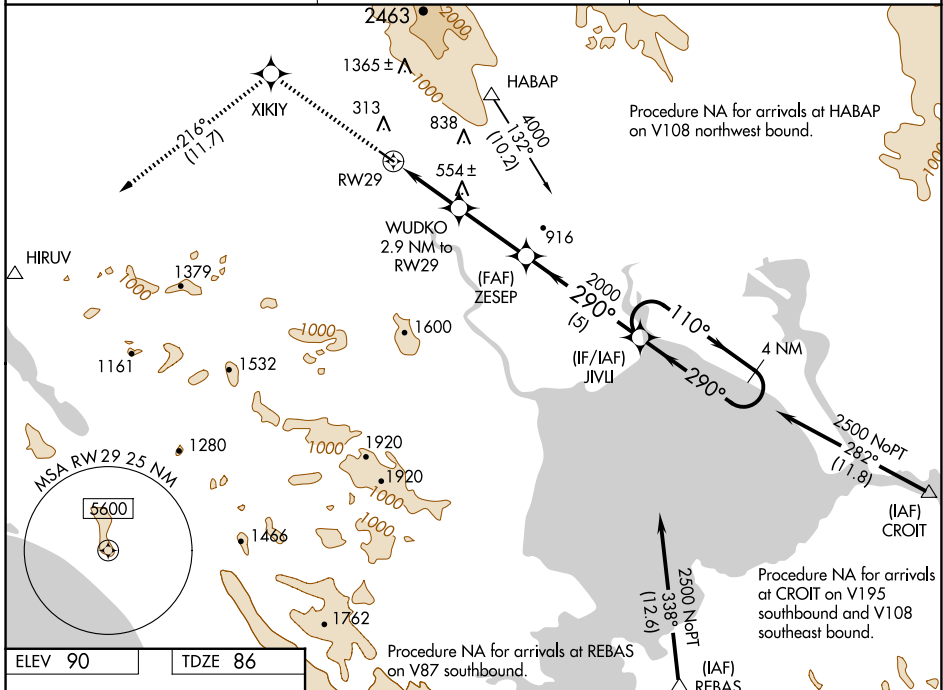 2463
2000
1365 ±
1000
HABAP
XIKIY
313
838
4000
132°
(10.2)
Procedure NA for arrivals at HABAP
on V108 northwest bound.
216°
(11.7)
RW29
554 ±
1000
WUDKO
2.9 NM to
RW29
916
HIRUV
1379
1000
(FAF)
ZESEP
2000
290°
(5)
110°
4 NM
1000
1600
(IF/IAF)
JIVLI
290°
1161
1532
2500 NoPT
282°
(11.8)
1280
1000
1920
1920
1000
MSA RW29 25 NM
5600
(IAF)
CROIT
1000
1466
2500 NoPT
338°
(12.6)
Procedure NA for arrivals
at CROIT on V195
southbound and V108
southeast bound.
1762
ELEV 90
TDZE 86
Procedure NA for arrivals at REBAS
on V87 southbound.
(IAF)
REBAS